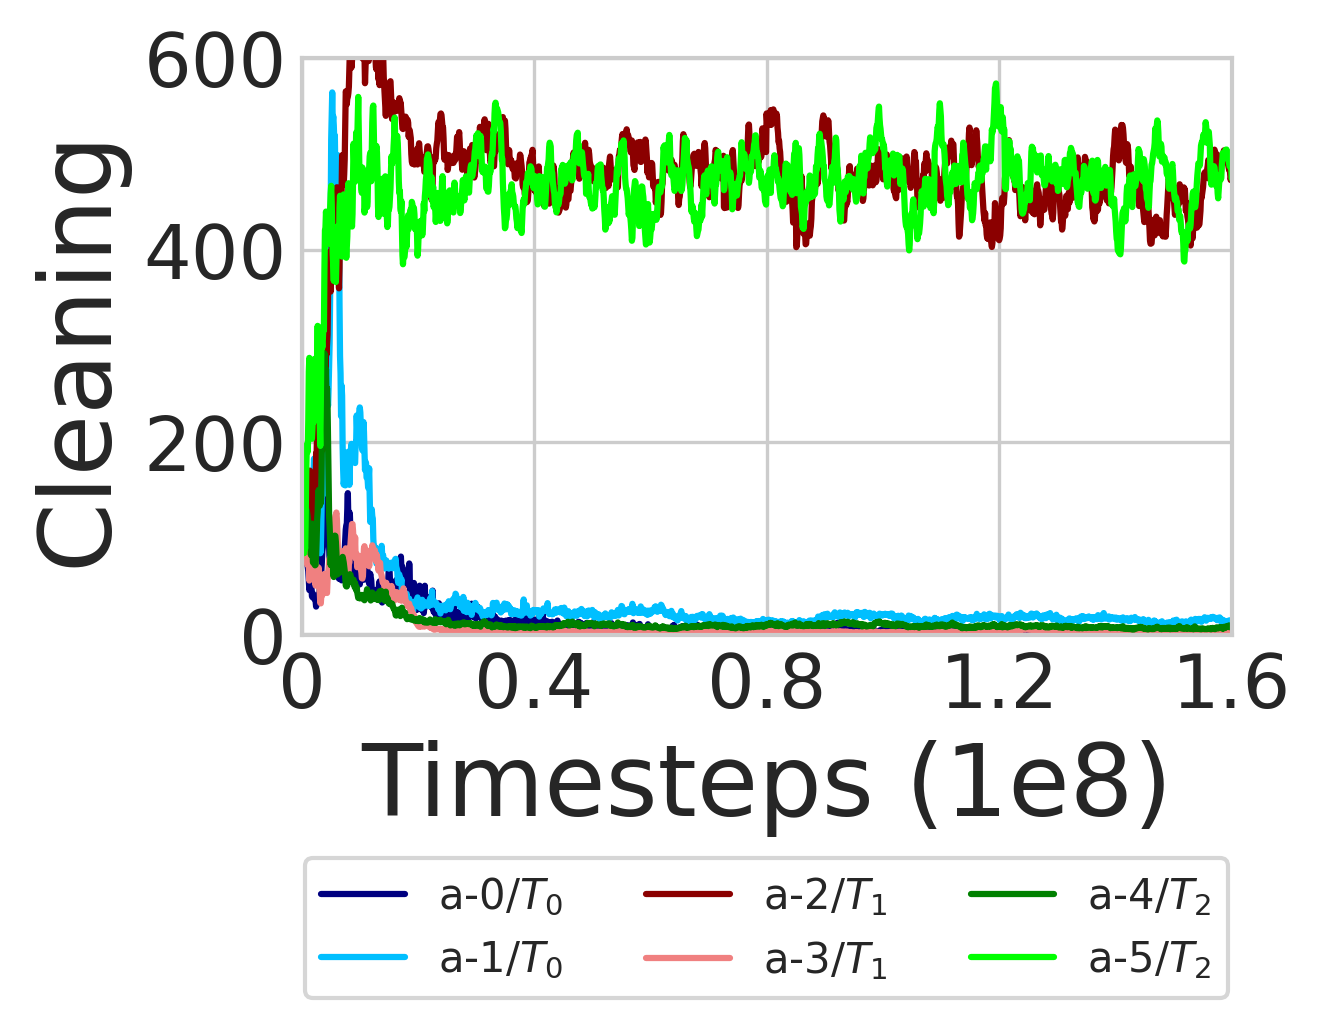 Cleaning
600
400
200
0
0 0.4 0.8 1.2 1.6
Timesteps (1e8)
a-0/T₀ a-2/T₁ a-4/T₂
a-1/T₀ a-3/T₁ a-5/T₂